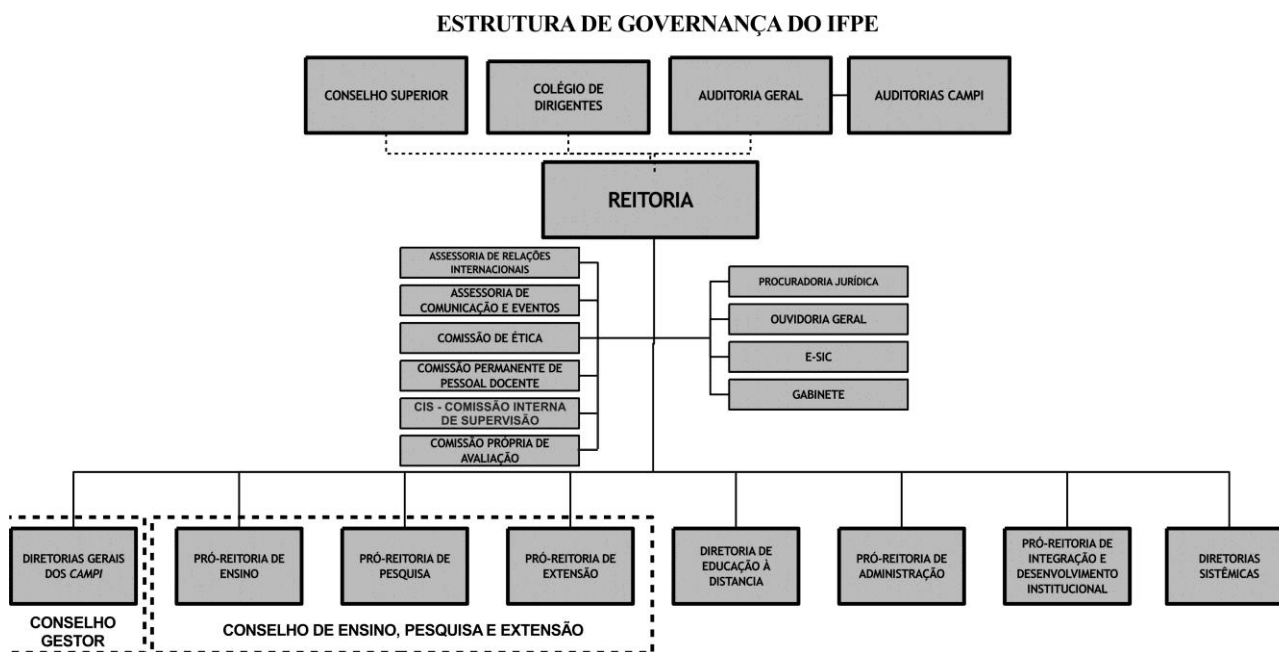 ESTRUTURA DE GOVERNANÇA DO IFPE
CONSELHO SUPERIOR
COLÉGIO DE
DIRIGENTES
AUDITORIA GERAL
AUDITORIAS CAMPI
REITORIA
ASSESSORIA DE RELAÇÕES
INTERNACIONAIS
ASSESSORIA DE
COMUNICAÇÃO E EVENTOS
COMISSÃO DE ÉTICA
COMISSÃO PERMANENTE DE
PESSOAL DOCENTE
CIS - COMISSÃO INTERNA
DE SUPERVISÃO
COMISSÃO PRÓPRIA DE
AVALIAÇÃO
PROCURADORIA JURÍDICA
OUVIDORIA GERAL
E-SIC
GABINETE
DIRETORIAS GERAIS
DOS CAMPI
PRÓ-REITORIA DE
ENSINO
PRÓ-REITORIA DE
PESQUISA
PRÓ-REITORIA DE
EXTENSÃO
DIRETORIA DE
EDUCAÇÃO À
DISTANCIA
PRÓ-REITORIA DE
ADMINISTRAÇÃO
PRÓ-REITORIA DE
INTEGRAÇÃO E
DESENVOLVIMENTO
INSTITUCIONAL
DIRETORIAS
SISTÊMICAS
CONSELHO
GESTOR
CONSELHO DE ENSINO, PESQUISA E EXTENSÃO